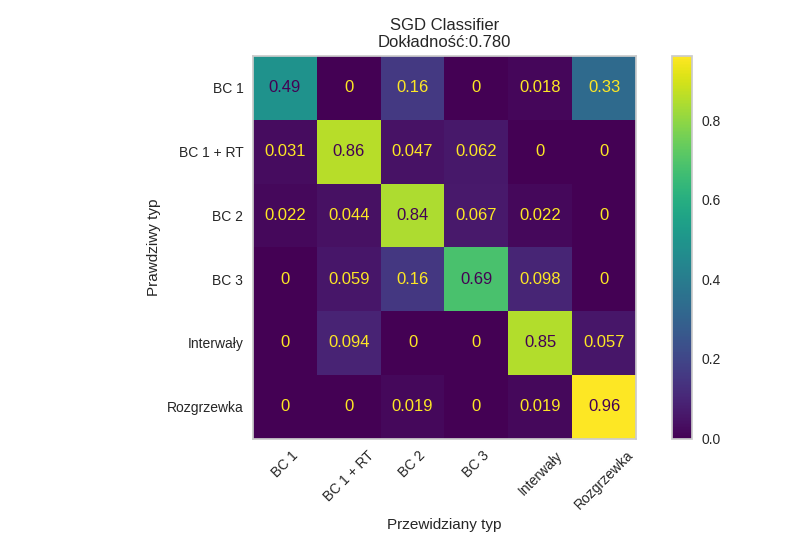 SGD Classifier
Dokładność:0.780
BC 1 0.49 0 0.16 0 0.018 0.33
BC 1 + RT 0.031 0.86 0.047 0.062 0 0
BC 2 0.022 0.044 0.84 0.067 0.022 0
BC 3 0 0.059 0.16 0.69 0.098 0
Interwały 0 0.094 0 0 0.85 0.057
Rozgrzewka 0 0 0.019 0 0.019 0.96
BC 1 BC 1 + RT BC 2 BC 3 Interwały Rozgrzewka
Przewidziany typ
Prawdziwy typ
0.8
0.6
0.4
0.2
0.0